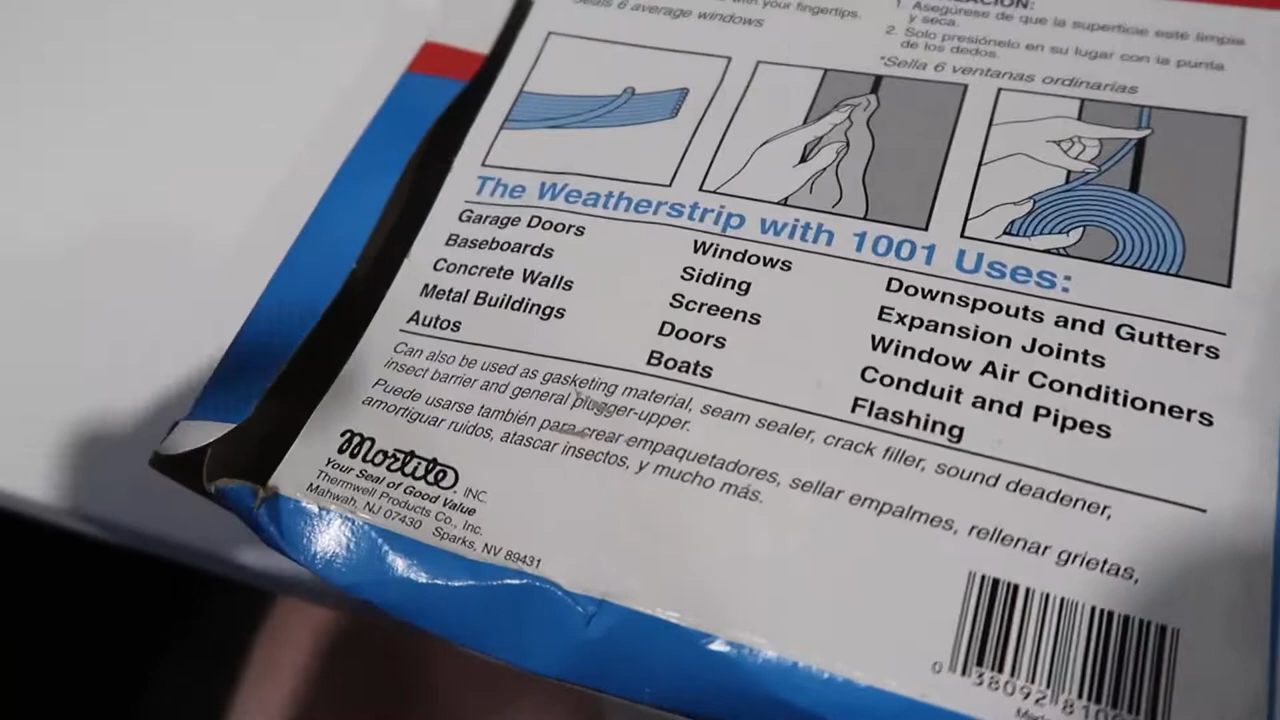 with your fingertips.
Seals 6 average windows
1. Asegúrese de que la superficie esté limpia
y seca.
2. Solo presiónelo en su lugar con la punta
de los dedos.
*Sella 6 ventanas ordinarias
The Weatherstrip with 1001 Uses:
Garage Doors
Baseboards
Concrete Walls
Metal Buildings
Autos
Windows
Siding
Screens
Doors
Boats
Downspouts and Gutters
Expansion Joints
Window Air Conditioners
Conduit and Pipes
Flashing
Can also be used as gasketing material, seam sealer, crack filler, sound deadener,
insect barrier and general plugger-upper.
Puede usarse también para crear empaquetadores, sellar empalmes, rellenar grietas,
amortiguar ruidos, atascar insectos, y mucho más.
Mortite, INC.
Your Seal of Good Value
Thermwell Products Co., Inc.
Mahwah, NJ 07430 Sparks, NV 89431
0 38092 81